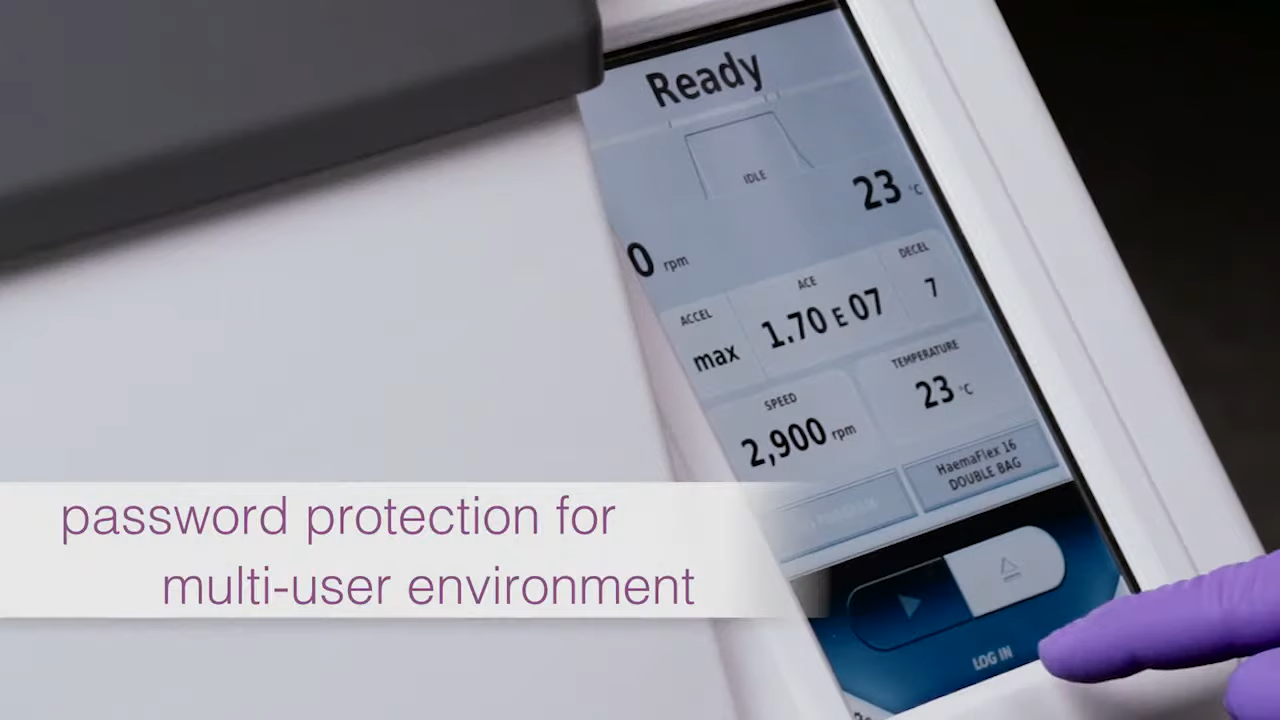 Ready
IDLE
23 °C
0 rpm
ACCEL ACE DECEL
max 1.70 E 07 7
SPEED TEMPERATURE
2,900 rpm 23 °C
HaemaFlex 16
DOUBLE BAG
LOG IN
password protection for
multi-user environment